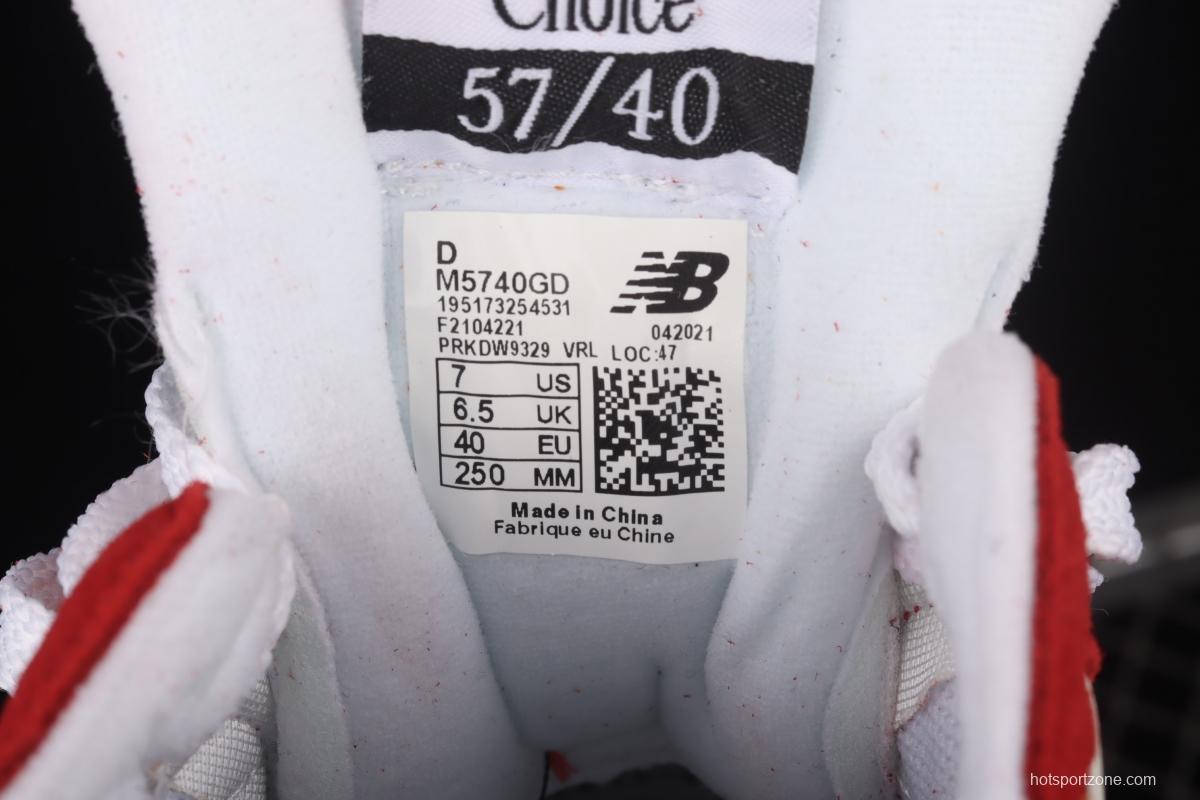 Choice
57/40
D
M5740GD
195173254531
F2104221
NB
042021
PRKDW9329 VRL LOC:47
7 US
6.5 UK
40 EU
250 MM
Made in China
Fabrique eu Chine
hotsportzone.com